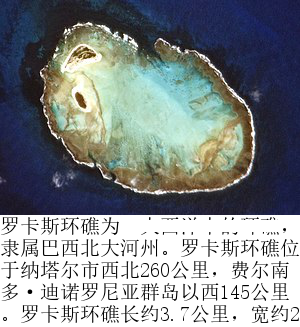 罗卡斯环礁为
隶属巴西北大河州。罗卡斯环礁位
于纳塔尔市西北260公里，费尔南
多·迪诺罗尼亚群岛以西145公里
。罗卡斯环礁长约3.7公里，宽约2